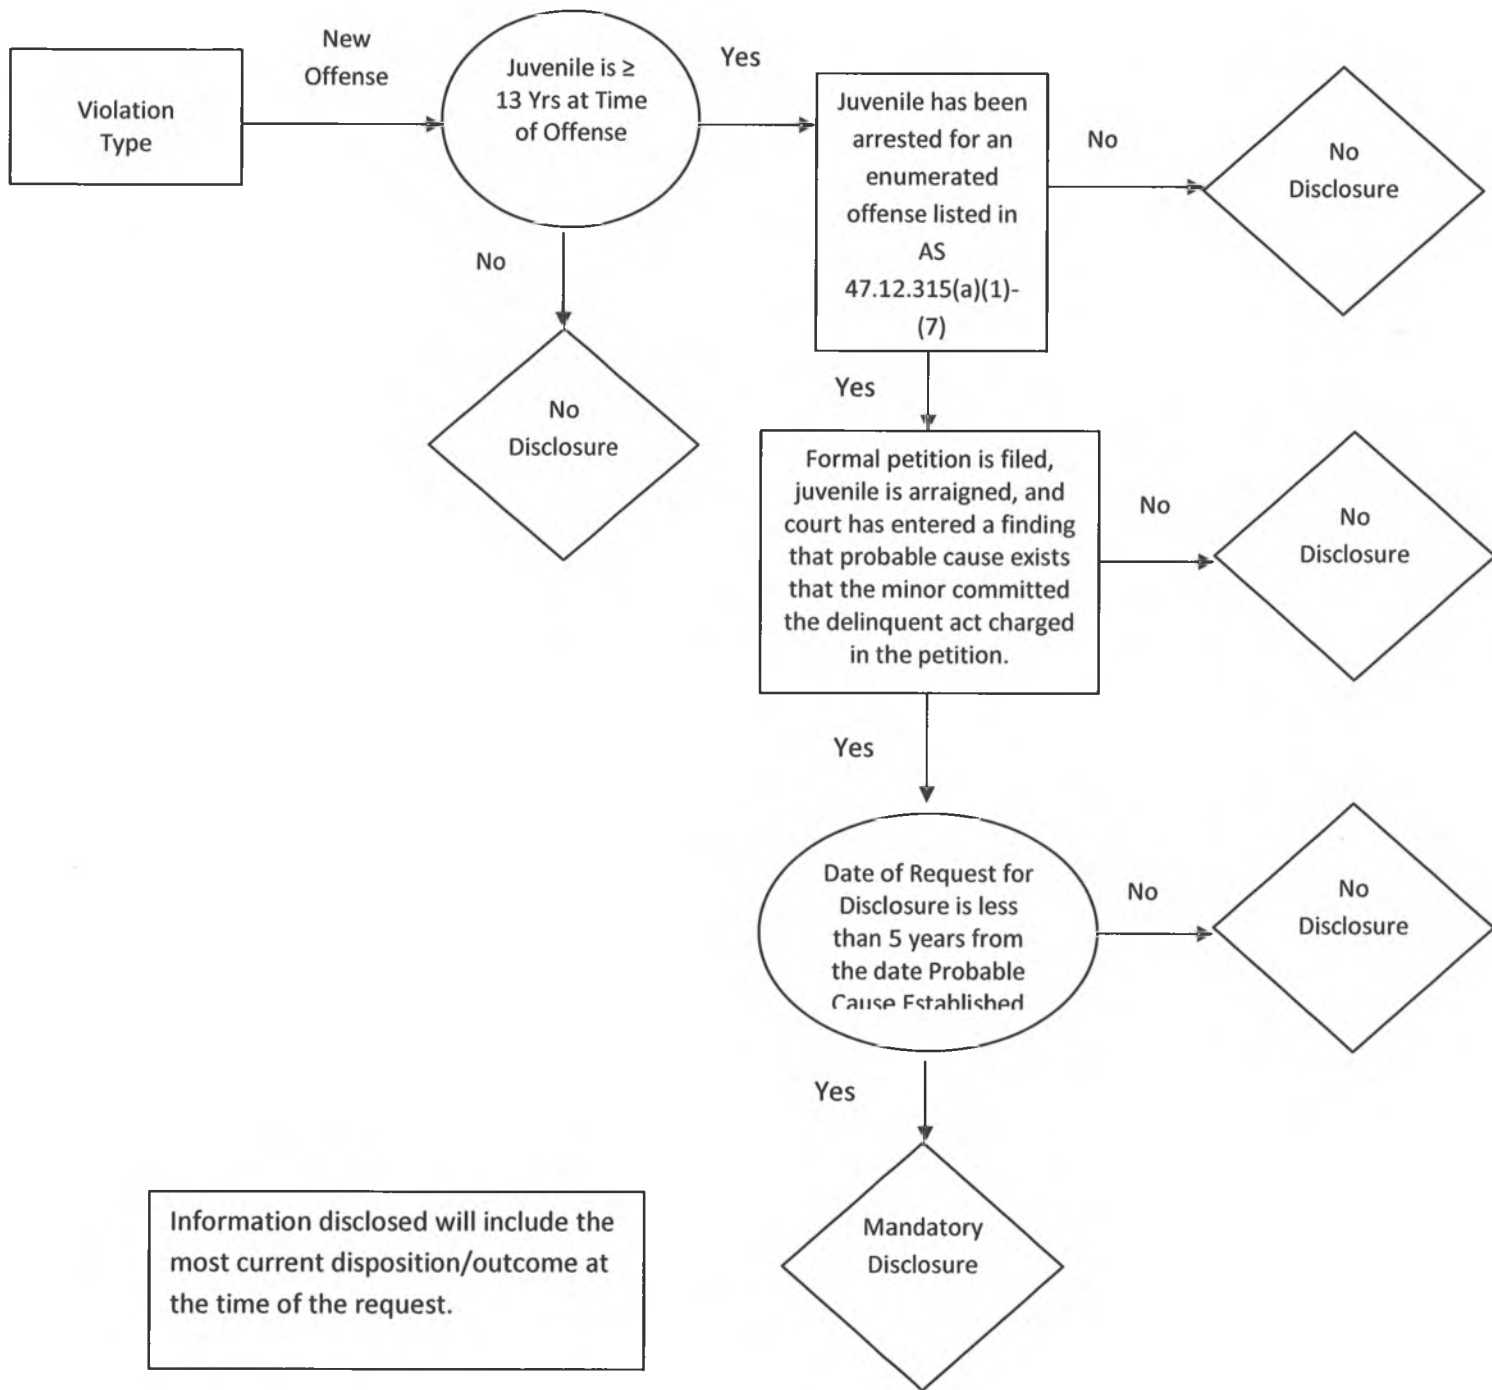 Violation
Type
New
Offense
Juvenile is ≥
13 Yrs at Time
of Offense
Yes
Juvenile has been
arrested for an
enumerated
offense listed in
AS
47.12.315(a)(1)-
(7)
No
No
Disclosure
No
No
Disclosure
Yes
Formal petition is filed,
juvenile is arraigned, and
court has entered a finding
that probable cause exists
that the minor committed
the delinquent act charged
in the petition.
No
No
Disclosure
Yes
Date of Request for
Disclosure is less
than 5 years from
the date Probable
Cause Established
No
No
Disclosure
Yes
Mandatory
Disclosure
Information disclosed will include the
most current disposition/outcome at
the time of the request.